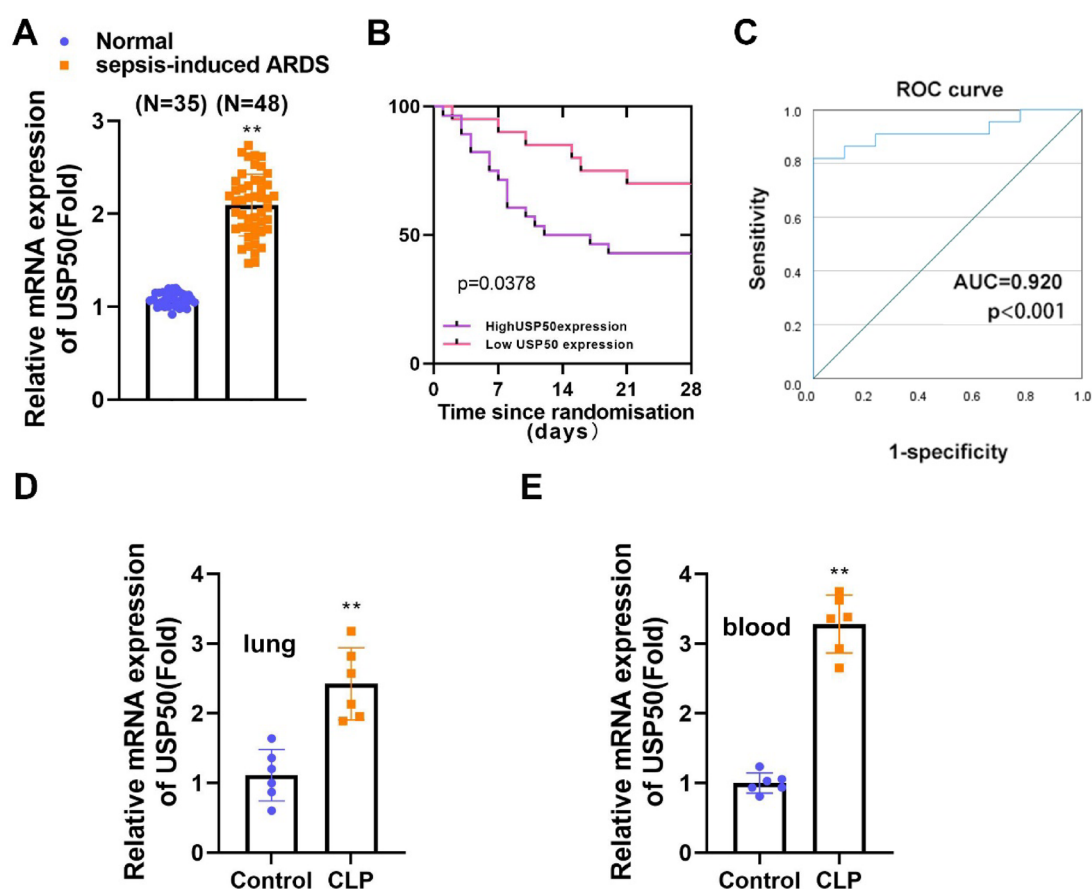 A
Normal
sepsis-induced ARDS
(N=35) (N=48)
**
Relative mRNA expression
of USP50(Fold)
3
2
1
0
B
100
50
0
p=0.0378
HighUSP50expression
Low USP50 expression
0 7 14 21 28
Time since randomisation
(days）
C
ROC curve
Sensitivity
1.0
0.8
0.6
0.4
0.2
0.0
AUC=0.920
p<0.001
0.0 0.2 0.4 0.6 0.8 1.0
1-specificity
D
Relative mRNA expression
of USP50(Fold)
4
3
2
1
0
lung
**
Control CLP
E
Relative mRNA expression
of USP50(Fold)
4
3
2
1
0
blood
**
Control CLP